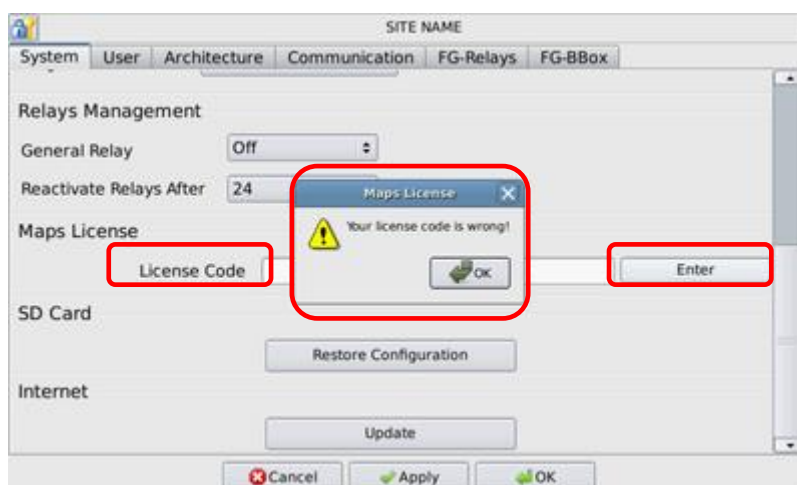 SITE NAME
System User Architecture Communication FG-Relays FG-BBox
Relays Management
General Relay Off
Reactivate Relays After 24
Maps License
Your license code is wrong!
OK
Maps License
License Code Enter
SD Card
Restore Configuration
Internet
Update
Cancel Apply OK